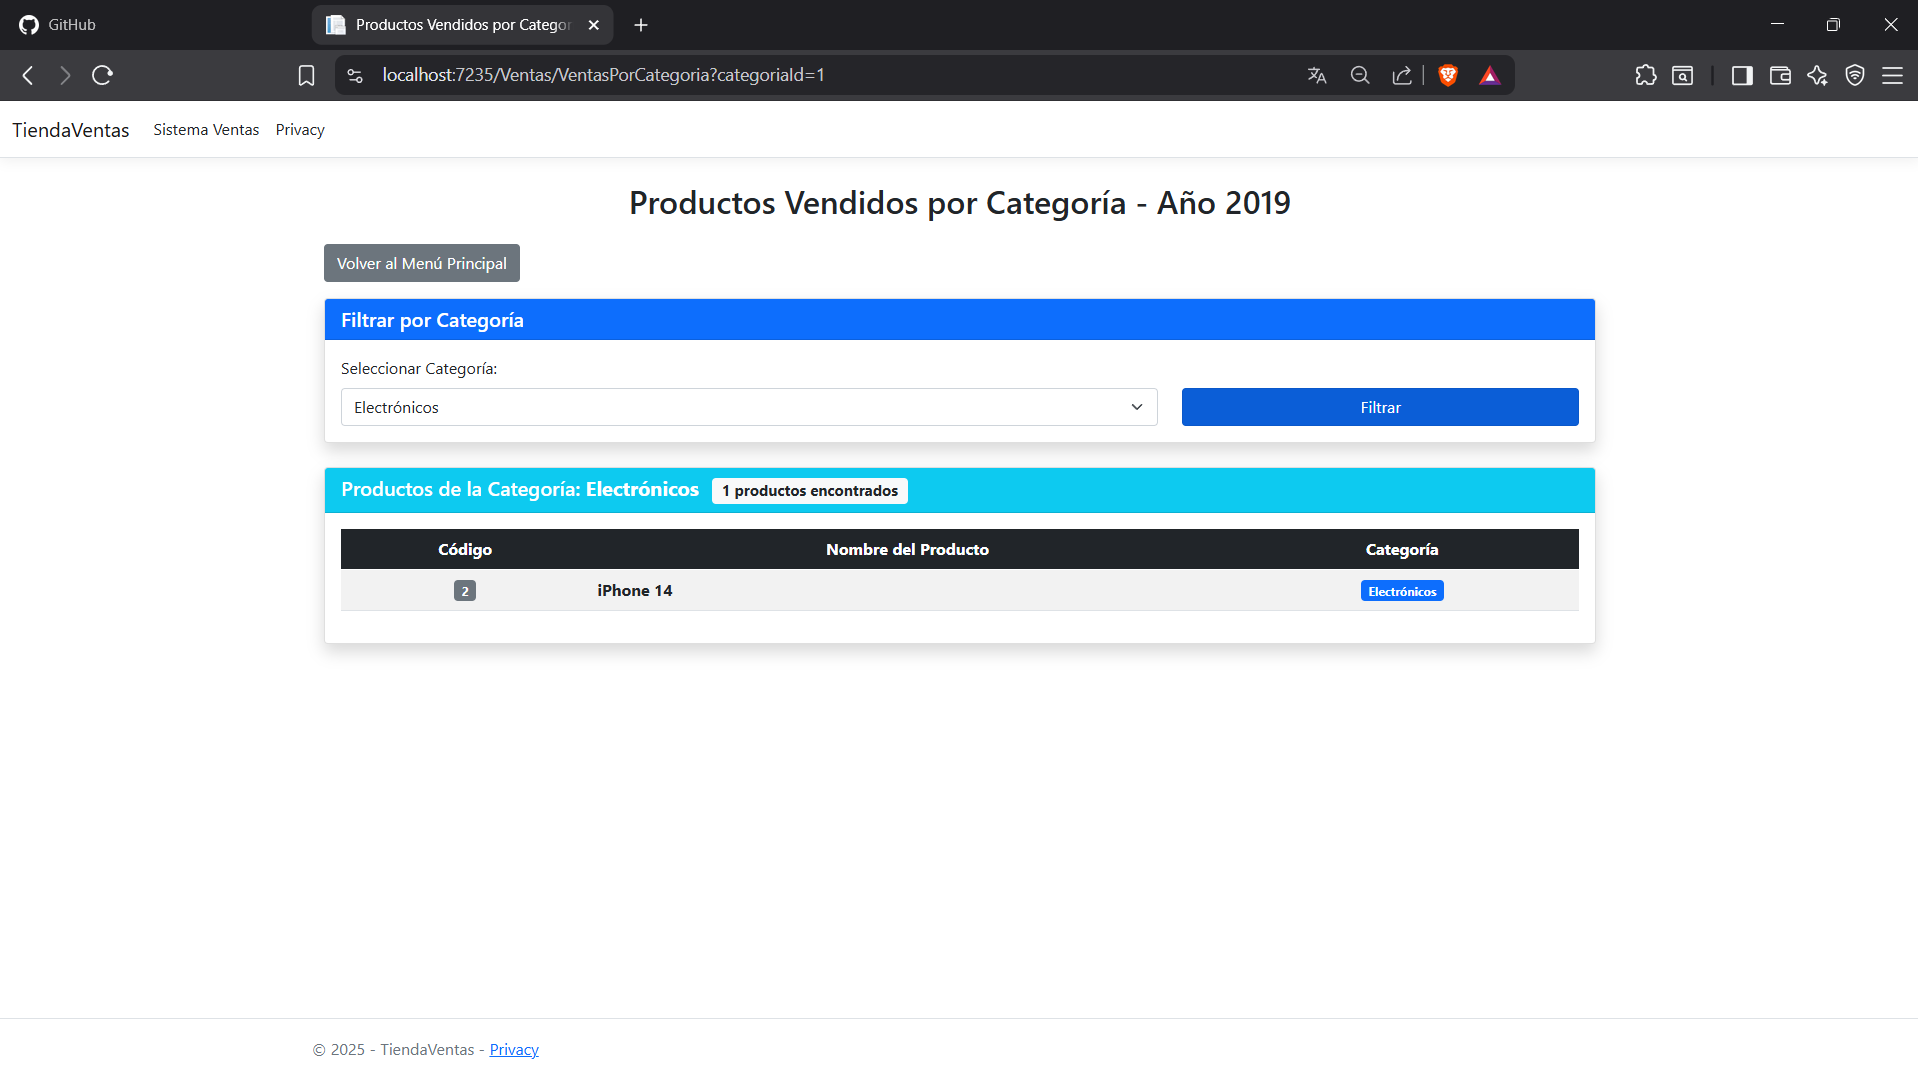 GitHub
Productos Vendidos por Catego
localhost:7235/Ventas/VentasPorCategoria?categoriaId=1
TiendaVentas Sistema Ventas Privacy
Productos Vendidos por Categoría - Año 2019
Volver al Menú Principal
Filtrar por Categoría
Seleccionar Categoría:
Electrónicos Filtrar
Productos de la Categoría: Electrónicos 1 productos encontrados
Código Nombre del Producto Categoría
2 iPhone 14 Electrónicos
© 2025 - TiendaVentas - Privacy